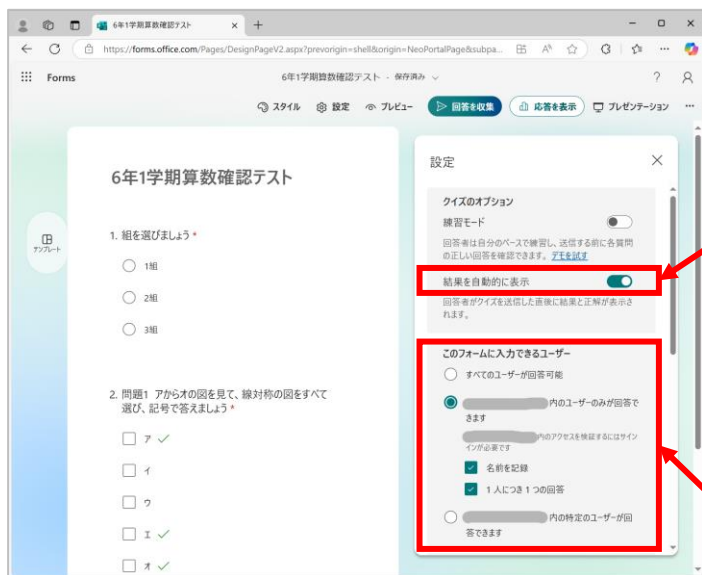 6年1学期算数確認テスト
https://forms.office.com/Pages/DesignPageV2.aspx?prevorigin=shell&origin=NeoPortalPage&subpa...
Forms
6年1学期算数確認テスト - 保存済み
?
スタイル 設定 プレビュー 回答を収集 応答を表示 プレゼンテーション ...
テンプレート
6年1学期算数確認テスト
1. 組を選びましょう *
1組
2組
3組
2. 問題1 アからオの図を見て、線対称の図をすべて
選び、記号で答えましょう *
ア
イ
ウ
エ
オ
設定
クイズのオプション
練習モード
回答者は自分のペースで練習し、送信する前に各質問
の正しい回答を確認できます。 デモを試す
結果を自動的に表示
回答者がクイズを送信した直後に結果と正解が表示さ
れます。
このフォームに入力できるユーザー
すべてのユーザーが回答可能
内のユーザーのみが回答で
きます
内のアクセスを検証するにはサイン
インが必要です
名前を記録
1 人につき 1 つの回答
内の特定のユーザーが回
答できます